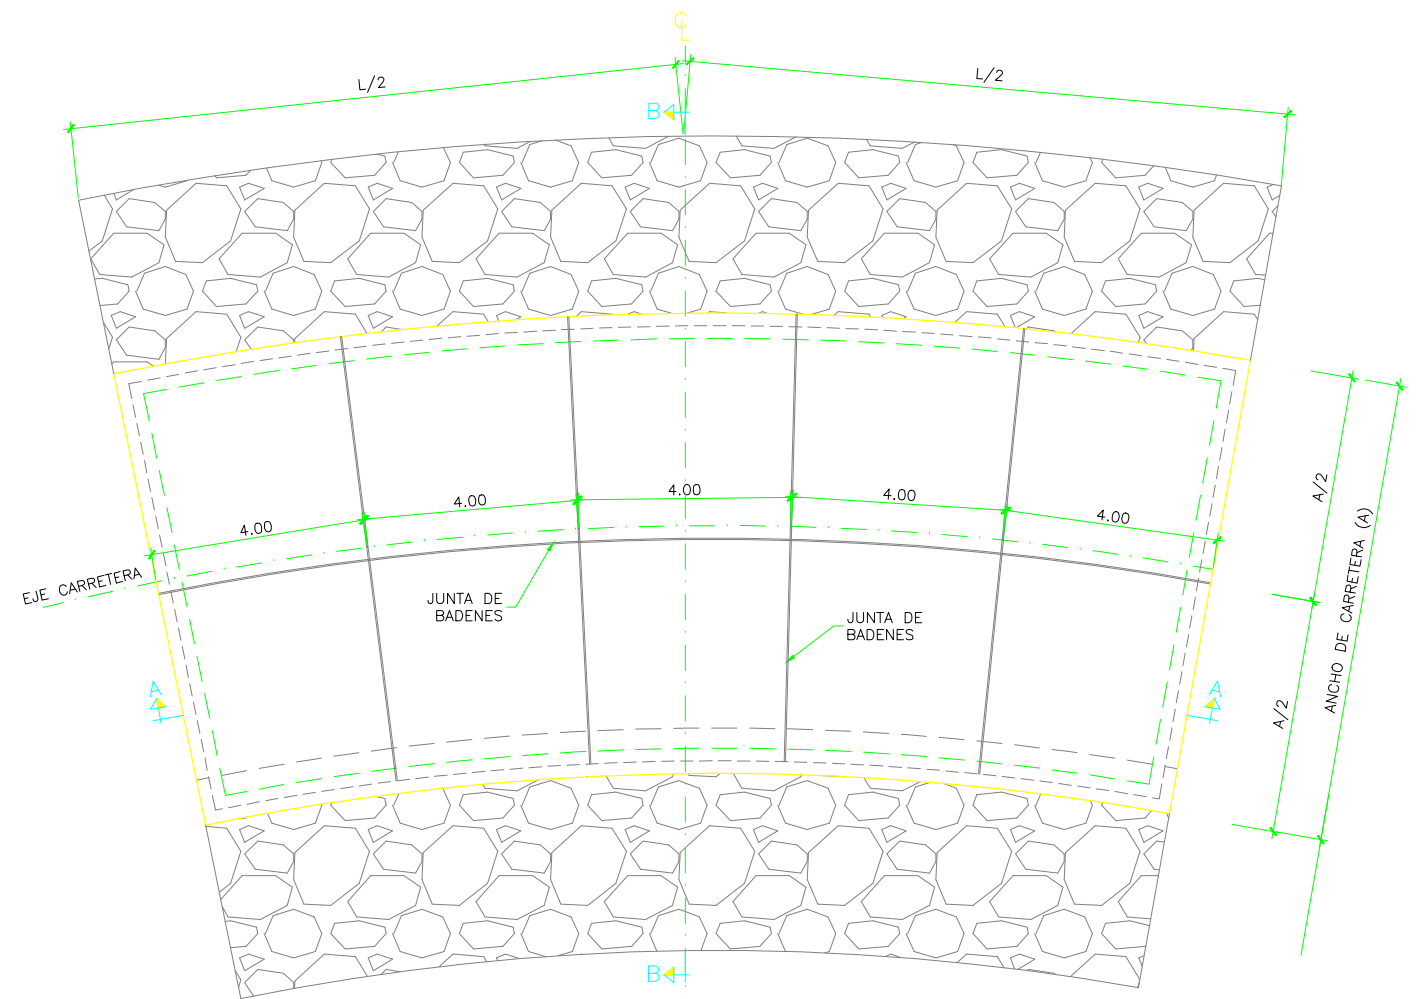 ℄
L/2
L/2
B
4.00
4.00
4.00
4.00
4.00
EJE CARRETERA
JUNTA DE
BADENES
JUNTA DE
BADENES
A/2
ANCHO DE CARRETERA (A)
A/2
A
A
B